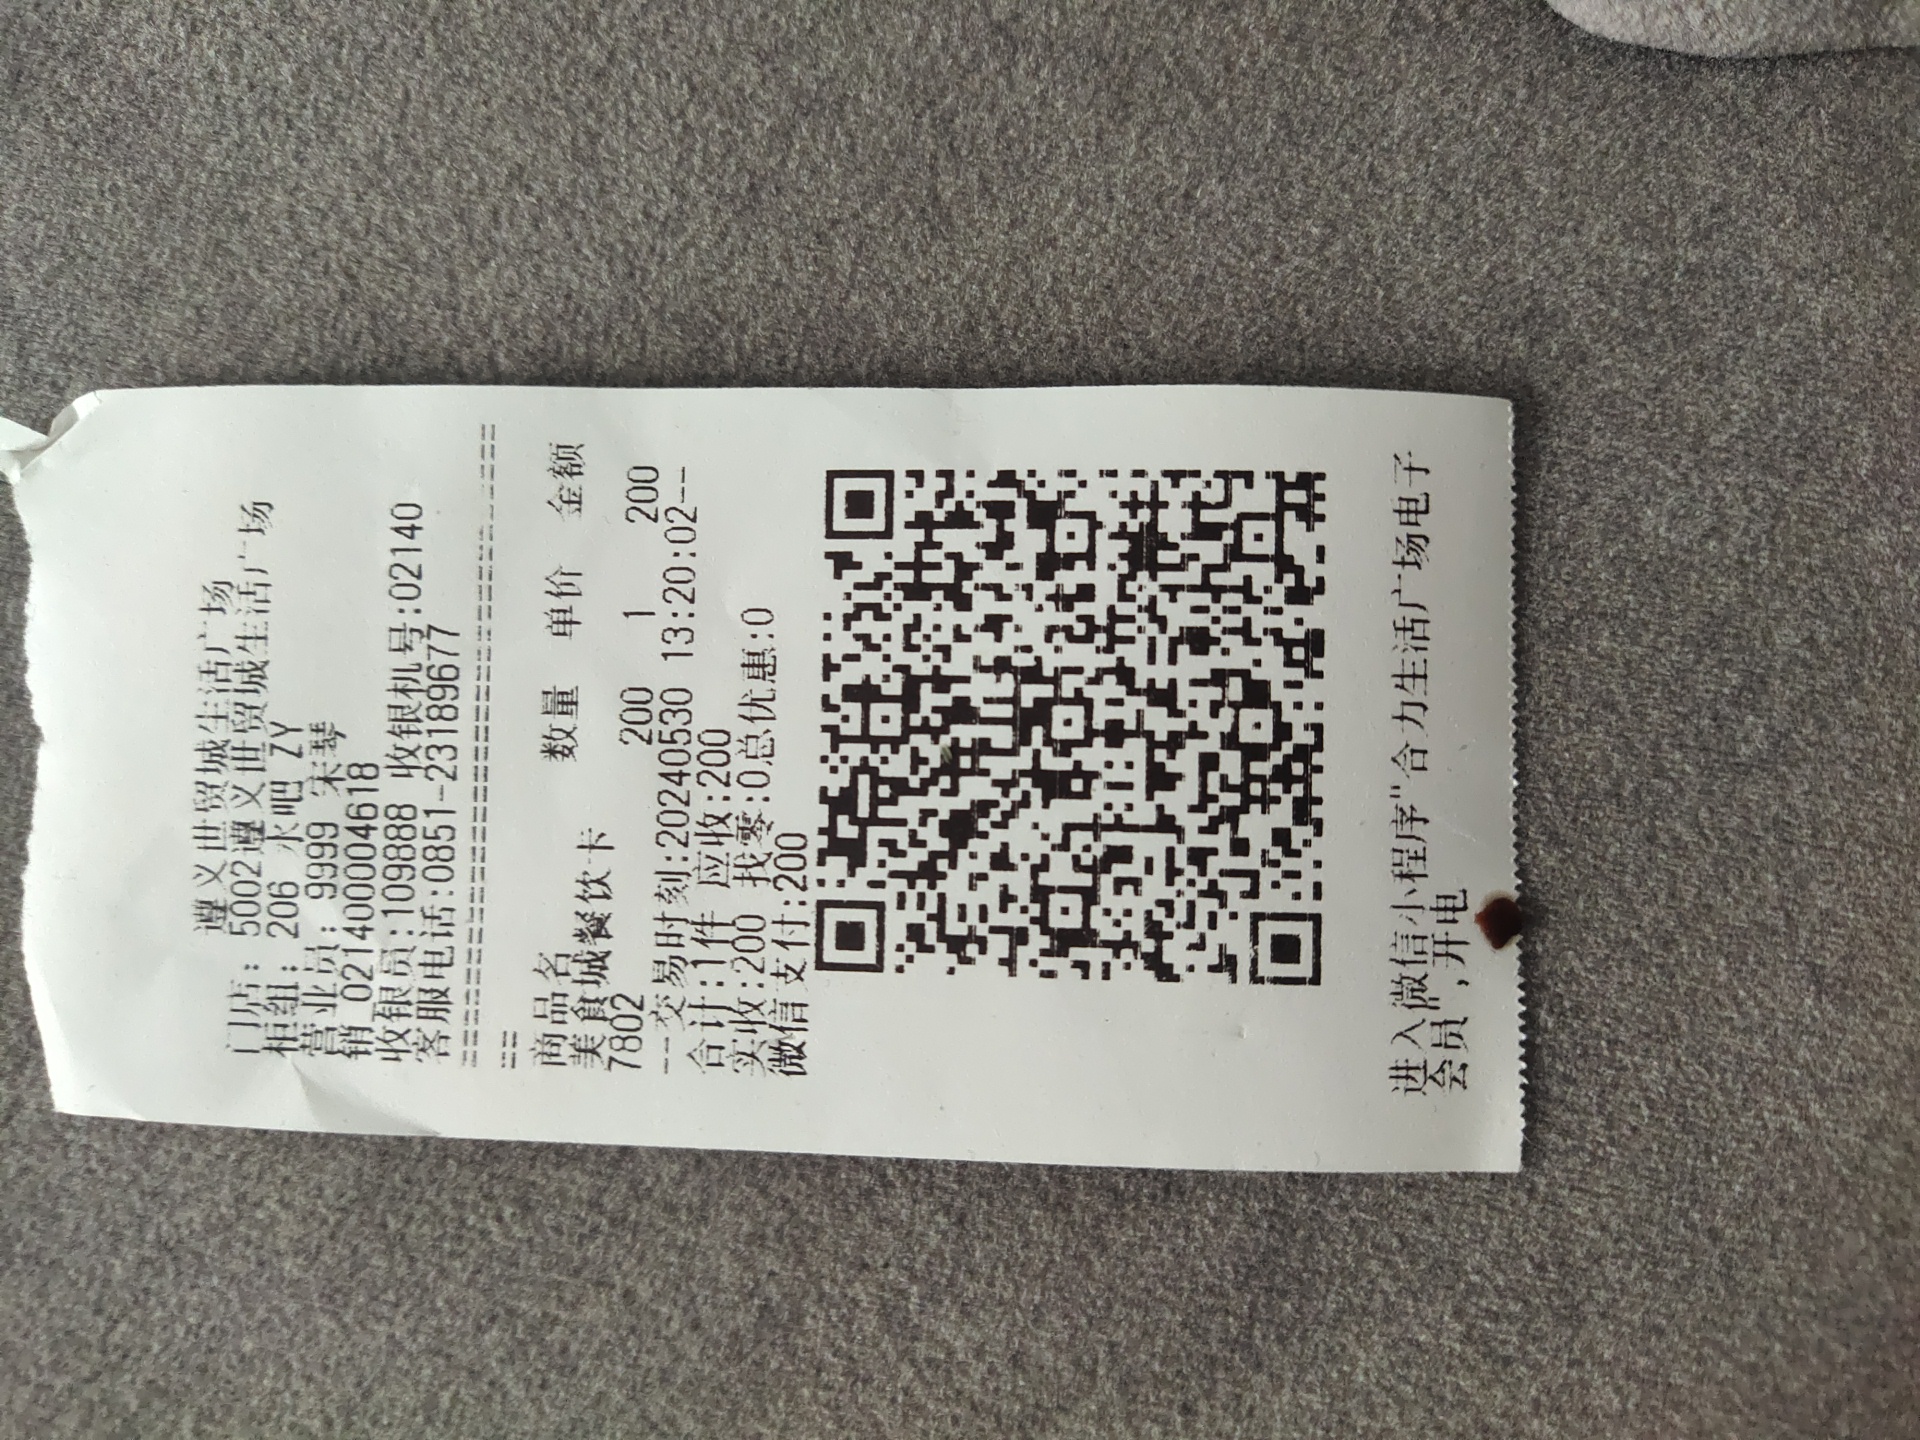 遵义世贸城生活广场
门店: 5002遵义世贸城生活广场
柜组: 206 水吧 ZY
营业员: 9999 宋琴
销 021400004618
收银员:109888 收银机号:02140
客服电话:0851-23189677
==========================================
==
商品名 数量 单价 金额
美食城餐饮卡
7802 200 1 200
--交易时刻:20240530 13:20:02--
合计:1件 应收:200
实收:200 找零:0总优惠:0
微信支付:200
进入微信小程序"合力生活广场电子
会员",开电